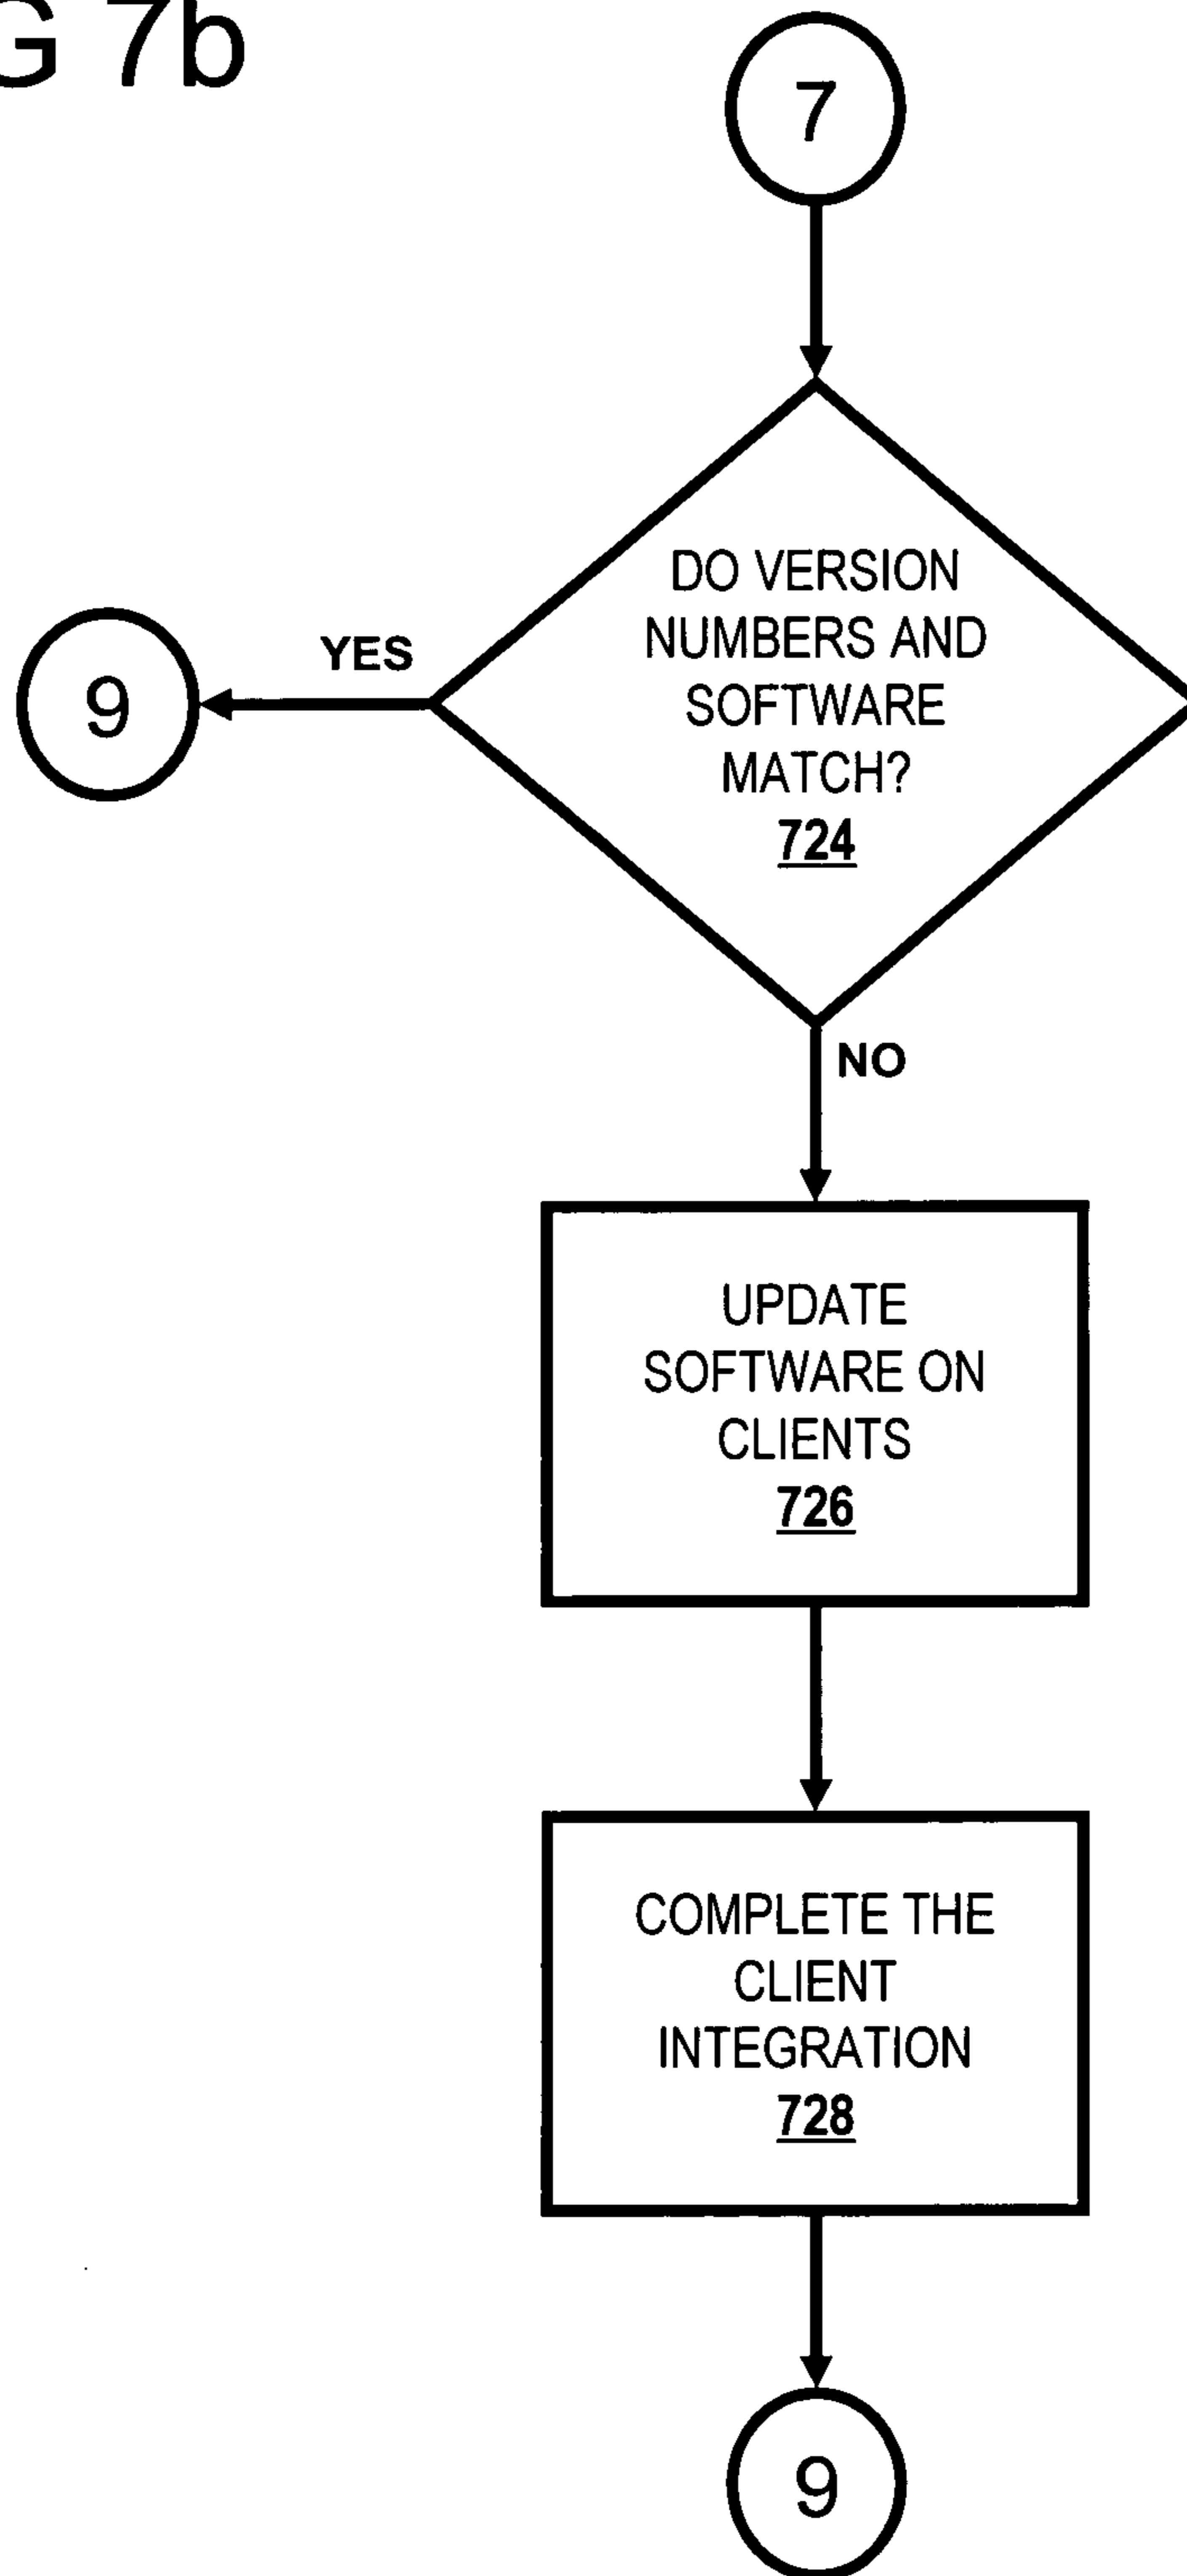 G 7b
7
DO VERSION
NUMBERS AND
SOFTWARE
MATCH?
724
YES
9
NO
UPDATE
SOFTWARE ON
CLIENTS
726
COMPLETE THE
CLIENT
INTEGRATION
728
9